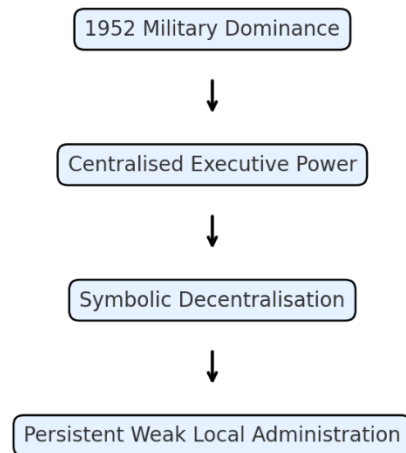 1952 Military Dominance
Centralised Executive Power
Symbolic Decentralisation
Persistent Weak Local Administration